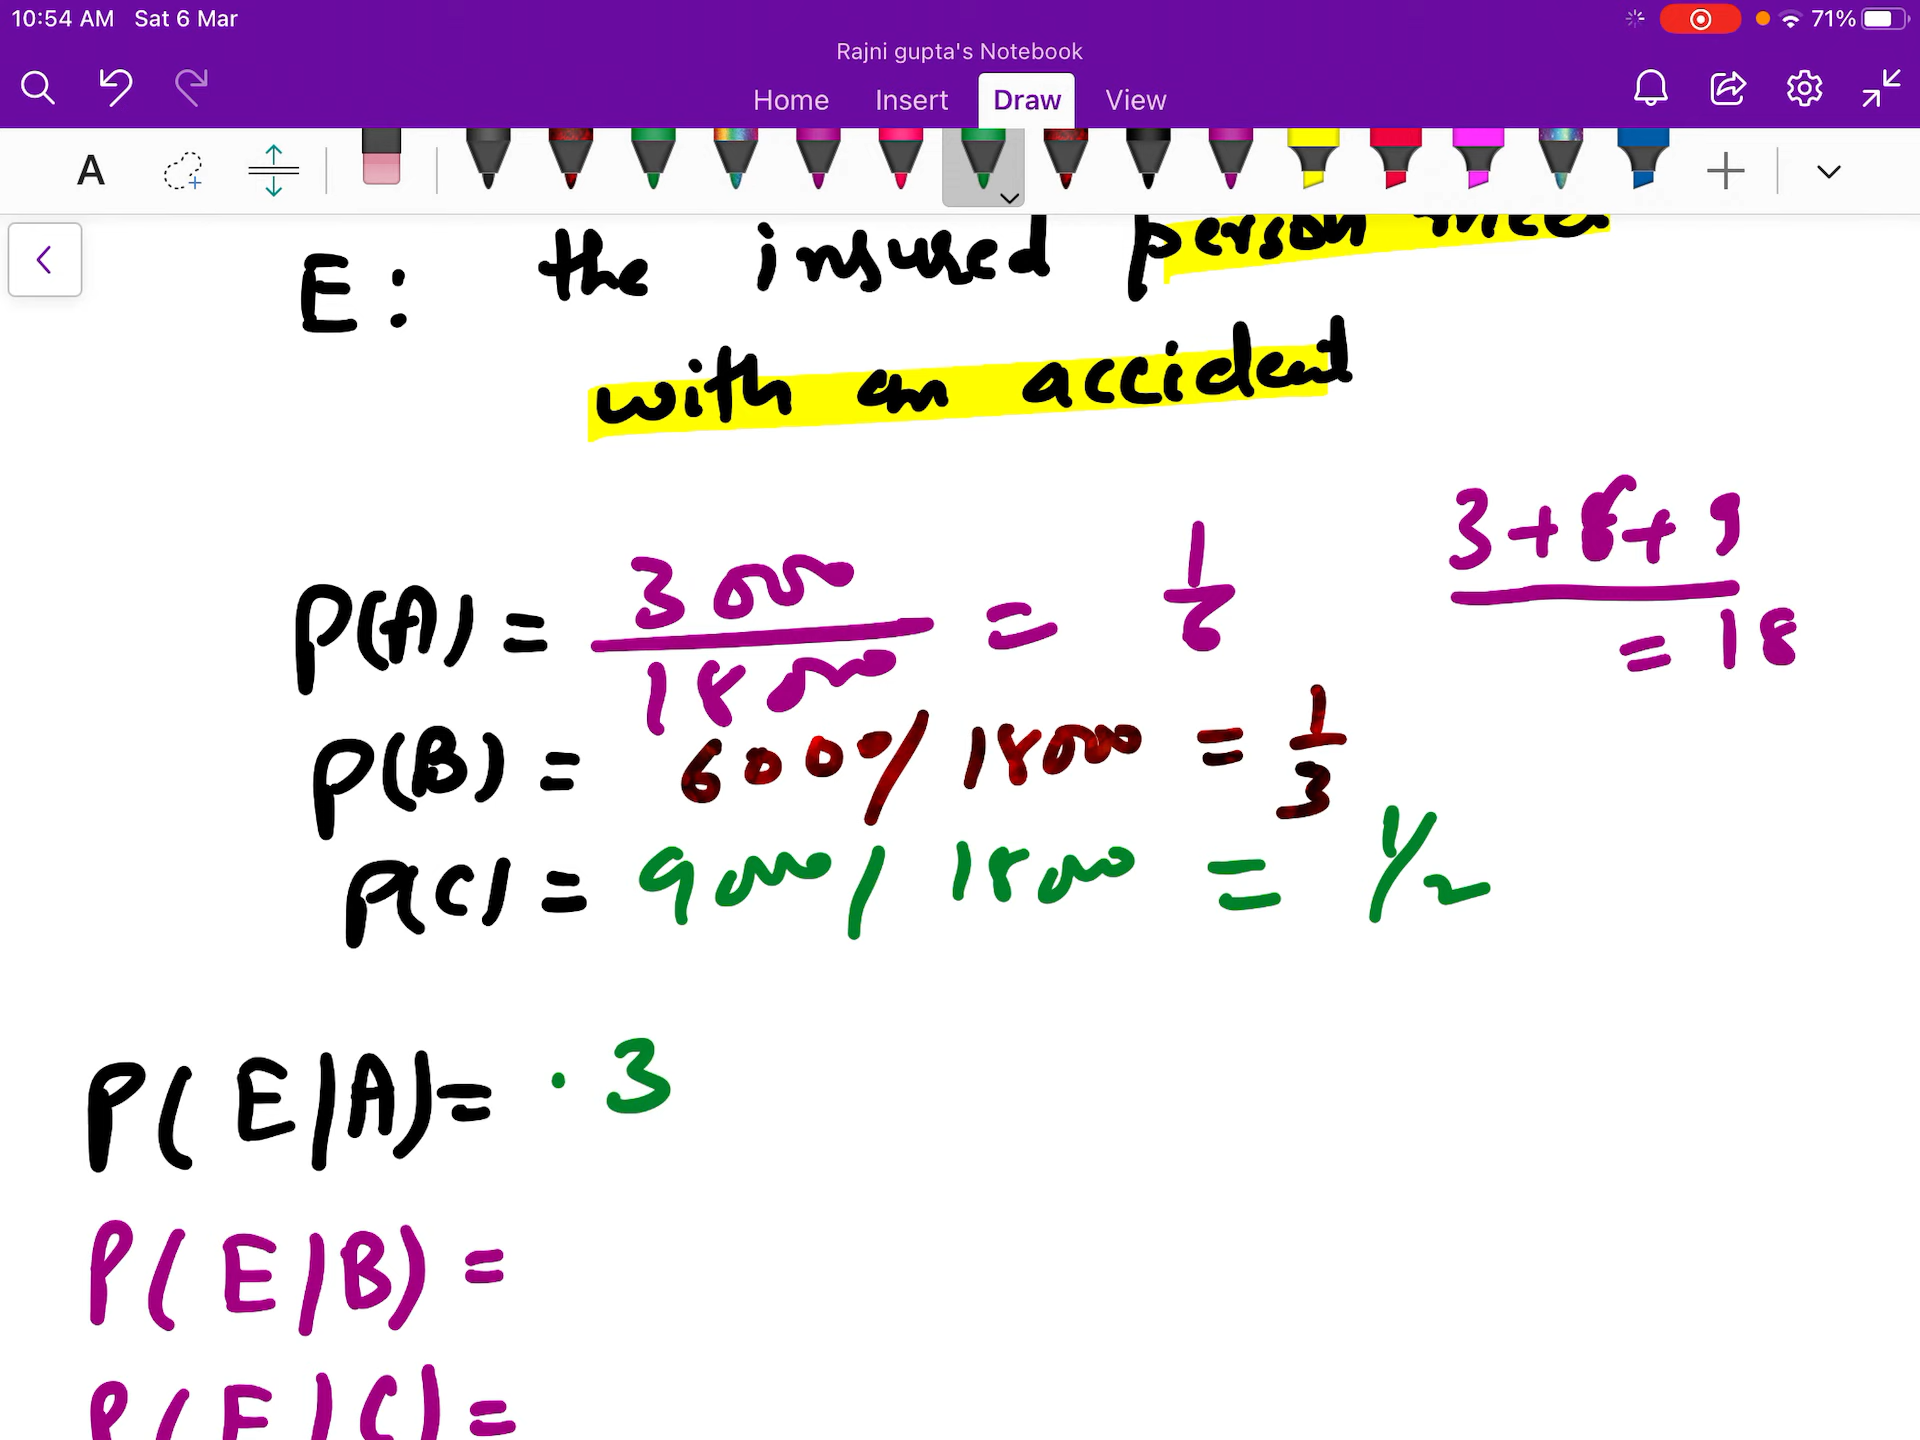 10:54 AM Sat 6 Mar 71%
Rajni gupta's Notebook
Home Insert Draw View
A
E: the insured person
with an accident
3+6+9
= 18
P(A) = 3000/18000 = 1/6
P(B) = 6000/18000 = 1/3
P(C) = 9000/18000 = 1/2
P(E|A) = .3
P(E|B) =
P(E|C) =